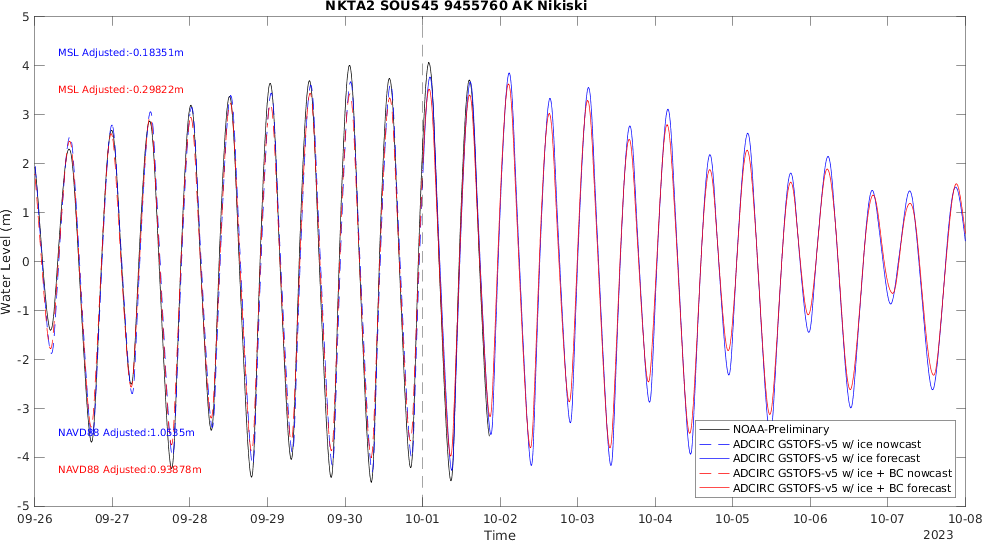 NKTA2 SOUS45 9455760 AK Nikiski
MSL Adjusted:-0.18351m
MSL Adjusted:-0.29822m
NAVD88 Adjusted:1.0535m
NAVD88 Adjusted:0.93878m
Water Level (m)
5
4
3
2
1
0
-1
-2
-3
-4
-5
NOAA-Preliminary
ADCIRC GSTOFS-v5 w/ ice nowcast
ADCIRC GSTOFS-v5 w/ ice forecast
ADCIRC GSTOFS-v5 w/ ice + BC nowcast
ADCIRC GSTOFS-v5 w/ ice + BC forecast
09-26 09-27 09-28 09-29 09-30 10-01 10-02 10-03 10-04 10-05 10-06 10-07 10-08
Time
2023